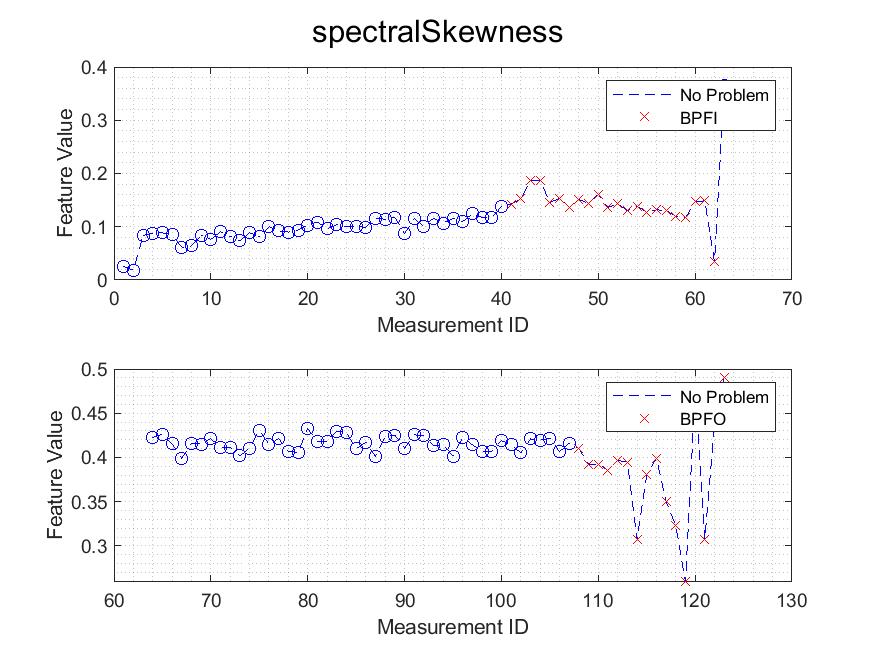 spectralSkewness
0.4
0.3
0.2
0.1
0
Feature Value
No Problem
BPFI
0 10 20 30 40 50 60 70
Measurement ID
0.5
0.45
0.4
0.35
0.3
Feature Value
No Problem
BPFO
60 70 80 90 100 110 120 130
Measurement ID